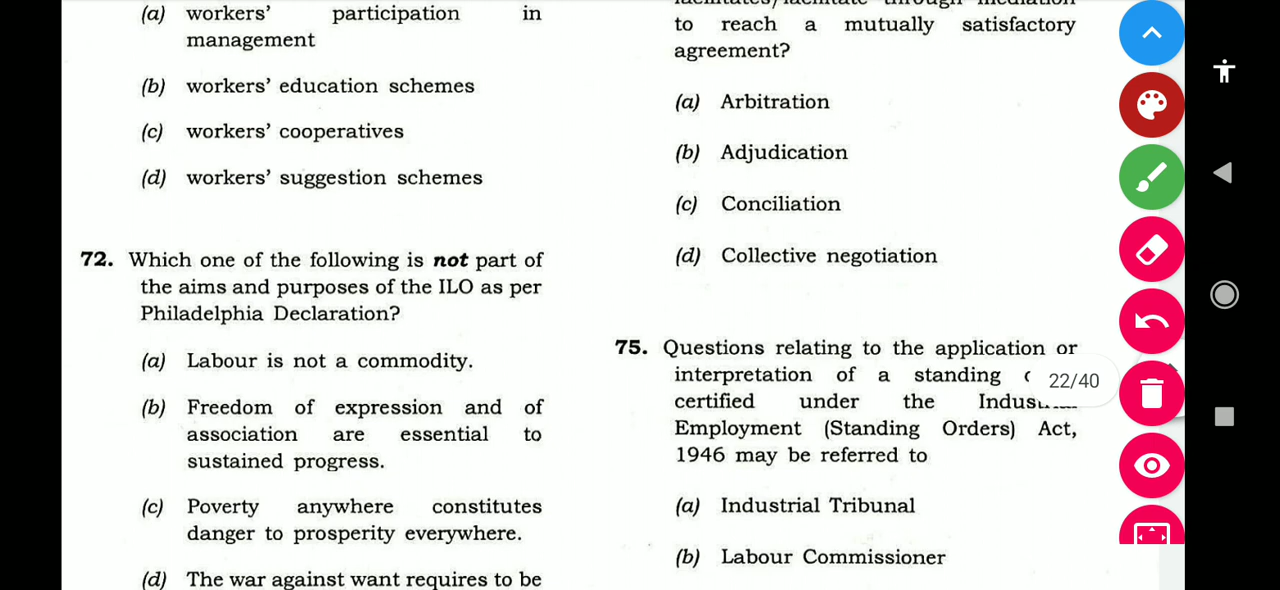 (a) workers' participation in
management
(b) workers' education schemes
(c) workers' cooperatives
(d) workers' suggestion schemes
72. Which one of the following is not part of
the aims and purposes of the ILO as per
Philadelphia Declaration?
(a) Labour is not a commodity.
(b) Freedom of expression and of
association are essential to
sustained progress.
(c) Poverty anywhere constitutes
danger to prosperity everywhere.
(d) The war against want requires to be
through mediation
to reach a mutually satisfactory
agreement?
(a) Arbitration
(b) Adjudication
(c) Conciliation
(d) Collective negotiation
75. Questions relating to the application or
interpretation of a standing
certified under the
Employment (Standing Orders) Act,
1946 may be referred to
(a) Industrial Tribunal
(b) Labour Commissioner
22/40